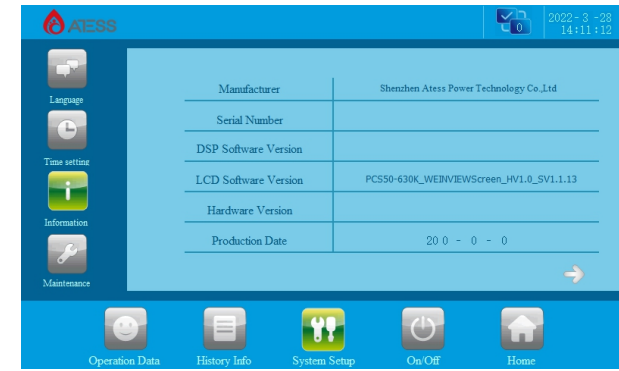 ATESS
0
2022- 3 -28
14:11:12
Language
Time setting
Information
Maintenance
Manufacturer Shenzhen Atess Power Technology Co.,Ltd
Serial Number
DSP Software Version
LCD Software Version PCS50-630K_WEINVIEWScreen_HV1.0_SV1.1.13
Hardware Version
Production Date 20 0 - 0 - 0
Operation Data History Info System Setup On/Off Home